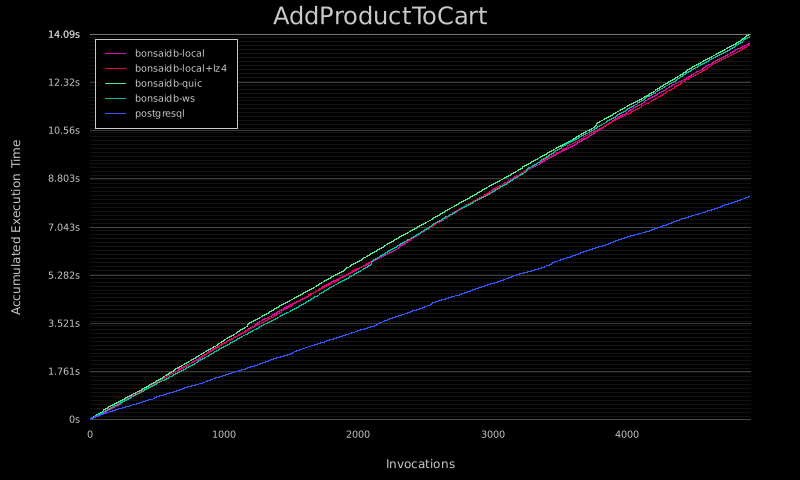 AddProductToCart
14.09s
12.32s
10.56s
8.803s
7.043s
5.282s
3.521s
1.761s
0s
bonsaidb-local
bonsaidb-local+lz4
bonsaidb-quic
bonsaidb-ws
postgresql
Accumulated Execution Time
0 1000 2000 3000 4000
Invocations